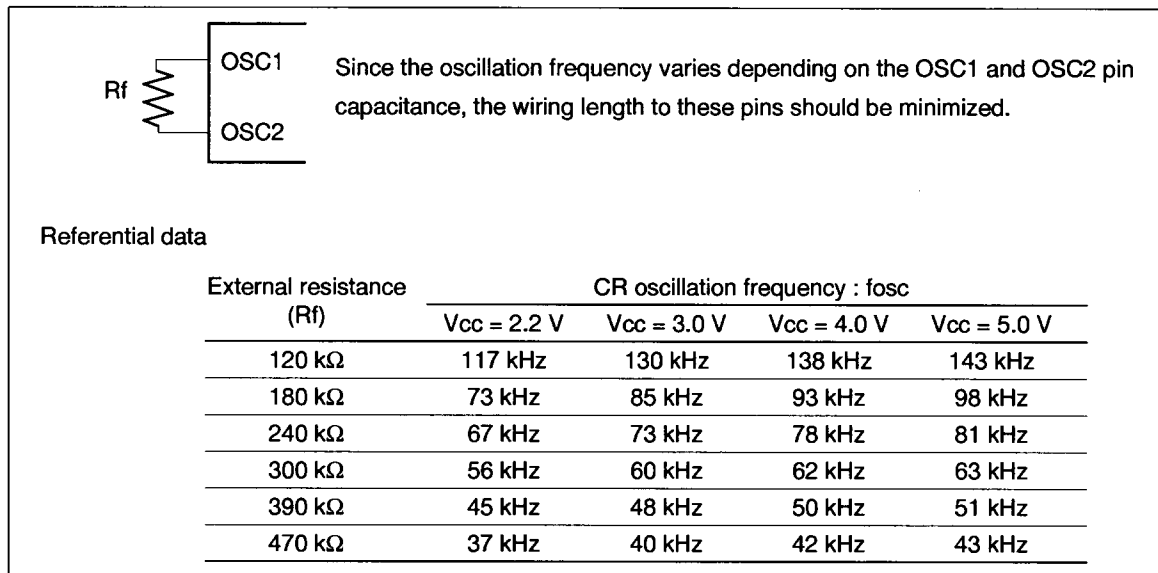 OSC1
Rf
OSC2
Since the oscillation frequency varies depending on the OSC1 and OSC2 pin
capacitance, the wiring length to these pins should be minimized.
Referential data
External resistance
(Rf)
CR oscillation frequency : fosc
Vcc = 2.2 V Vcc = 3.0 V Vcc = 4.0 V Vcc = 5.0 V
120 kΩ 117 kHz 130 kHz 138 kHz 143 kHz
180 kΩ 73 kHz 85 kHz 93 kHz 98 kHz
240 kΩ 67 kHz 73 kHz 78 kHz 81 kHz
300 kΩ 56 kHz 60 kHz 62 kHz 63 kHz
390 kΩ 45 kHz 48 kHz 50 kHz 51 kHz
470 kΩ 37 kHz 40 kHz 42 kHz 43 kHz